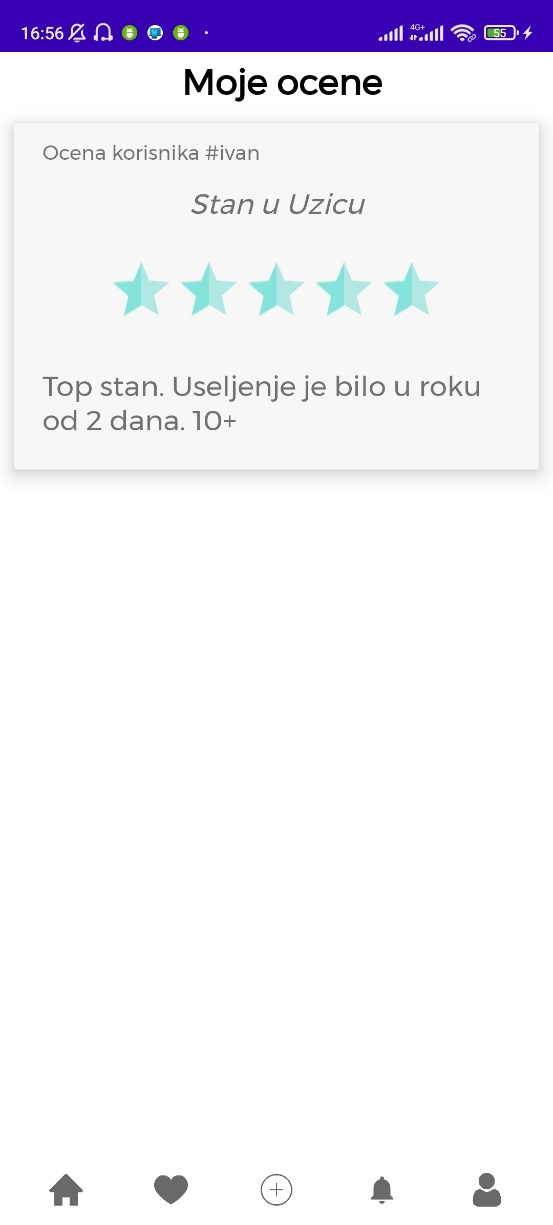 16:56
4G+
55
Moje ocene
Ocena korisnika #ivan
Stan u Uzicu
Top stan. Useljenje je bilo u roku
od 2 dana. 10+